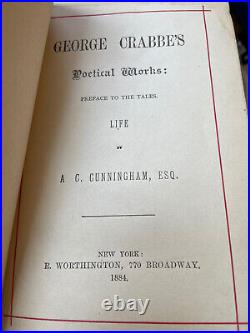 GEORGE CRABBE'S
Poetical Works:
PREFACE TO THE TALES.
LIFE
BY
A. C. CUNNINGHAM, ESQ.
NEW YORK:
R. WORTHINGTON, 770 BROADWAY,
1884.